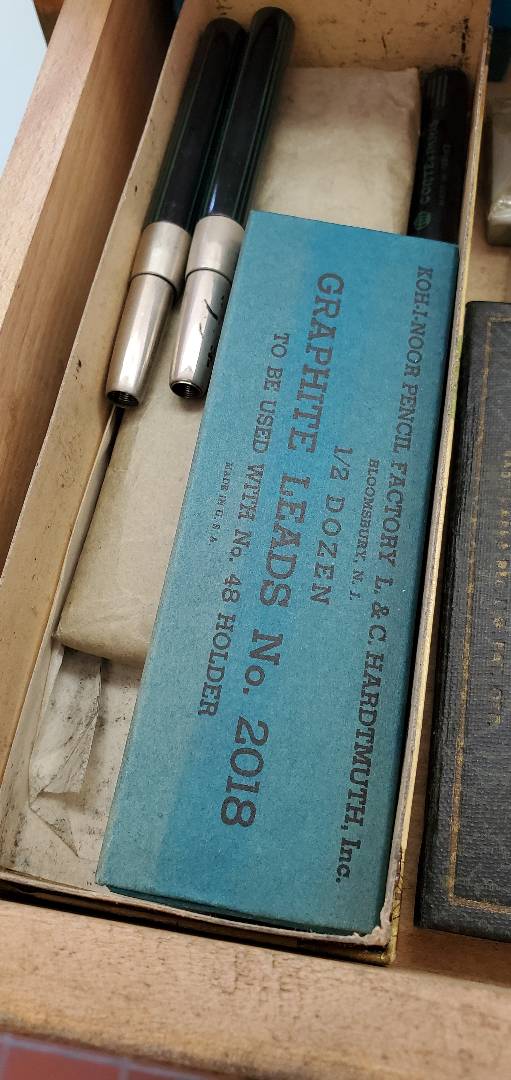 KOH-I-NOOR PENCIL FACTORY L. & C. HARDTMUTH, Inc.
BLOOMSBURY, N. J.
1/2 DOZEN
GRAPHITE LEADS No. 2018
TO BE USED WITH No. 48 HOLDER
MADE IN U. S. A.